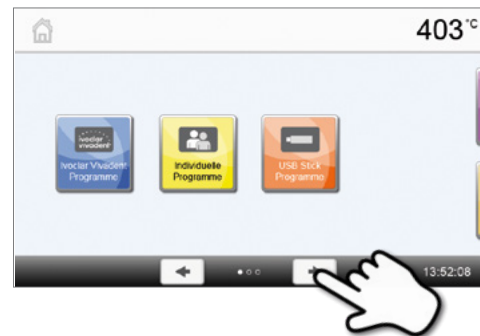 403°C
ivoclar
vivadent
Ivoclar Vivadent
Programme
Individuelle
Programme
USB Stick
Programme
13:52:08